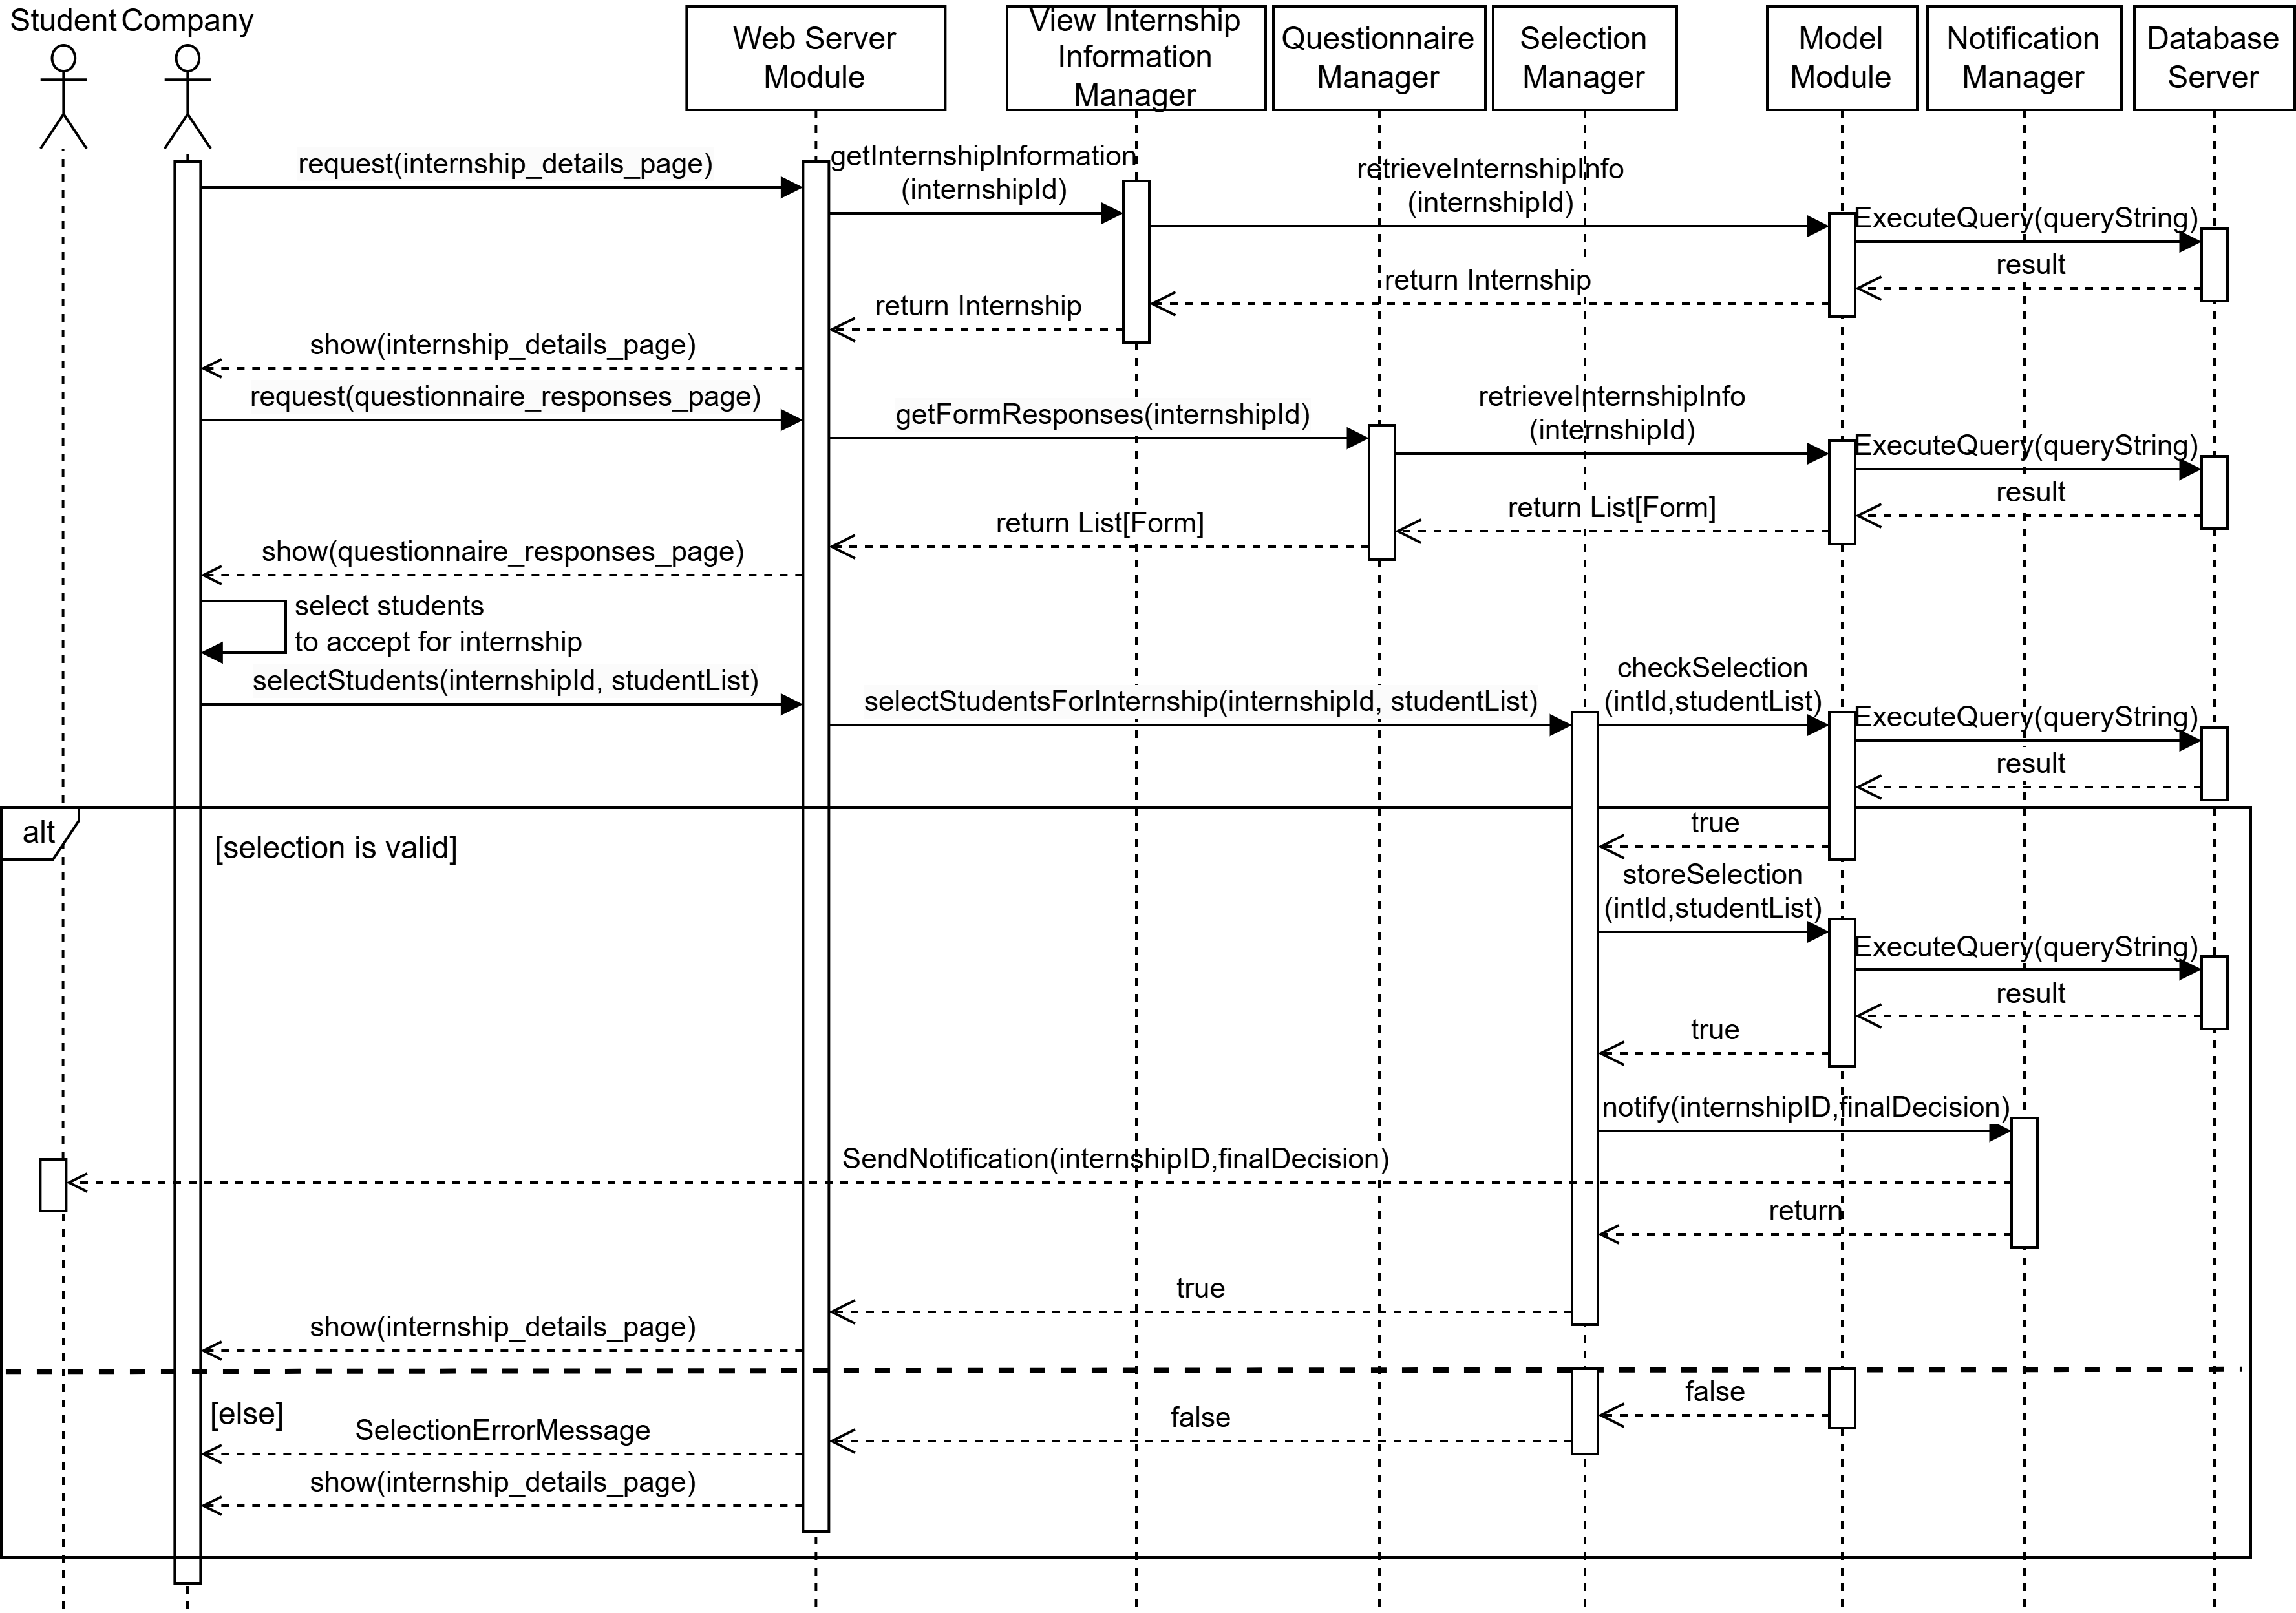 Student
Company
Web Server
Module
View Internship
Information
Manager
Questionnaire
Manager
Selection
Manager
Model
Module
Notification
Manager
Database
Server
request(internship_details_page)
getInternshipInformation
(internshipId)
retrieveInternshipInfo
(internshipId)
ExecuteQuery(queryString)
result
return Internship
return Internship
show(internship_details_page)
request(questionnaire_responses_page)
getFormResponses(internshipId)
retrieveInternshipInfo
(internshipId)
ExecuteQuery(queryString)
result
return List[Form]
return List[Form]
show(questionnaire_responses_page)
select students
to accept for internship
selectStudents(internshipId, studentList)
selectStudentsForInternship(internshipId, studentList)
checkSelection
(intId,studentList)
ExecuteQuery(queryString)
result
alt
[selection is valid]
true
storeSelection
(intId,studentList)
ExecuteQuery(queryString)
result
true
notify(internshipID,finalDecision)
SendNotification(internshipID,finalDecision)
return
true
show(internship_details_page)
[else]
false
false
SelectionErrorMessage
show(internship_details_page)